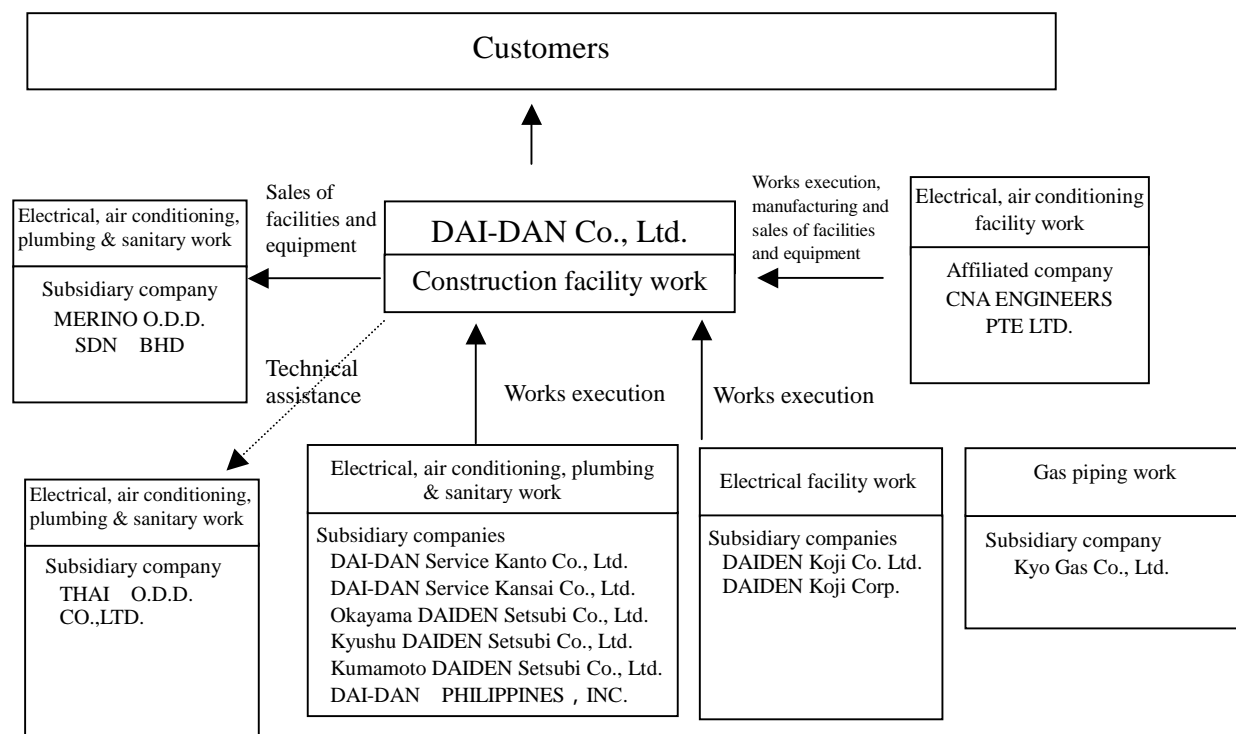 Customers
Sales of
facilities and
equipment
Works execution,
manufacturing and
sales of facilities
and equipment
Electrical, air conditioning,
plumbing & sanitary work
Subsidiary company
MERINO O.D.D.
SDN BHD
DAI-DAN Co., Ltd.
Construction facility work
Electrical, air conditioning
facility work
Affiliated company
CNA ENGINEERS
PTE LTD.
Technical
assistance
Works execution
Works execution
Electrical, air conditioning,
plumbing & sanitary work
Subsidiary company
THAI O.D.D.
CO.,LTD.
Electrical, air conditioning, plumbing
& sanitary work
Subsidiary companies
DAI-DAN Service Kanto Co., Ltd.
DAI-DAN Service Kansai Co., Ltd.
Okayama DAIDEN Setsubi Co., Ltd.
Kyushu DAIDEN Setsubi Co., Ltd.
Kumamoto DAIDEN Setsubi Co., Ltd.
DAI-DAN PHILIPPINES , INC.
Electrical facility work
Subsidiary companies
DAIDEN Koji Co. Ltd.
DAIDEN Koji Corp.
Gas piping work
Subsidiary company
Kyo Gas Co., Ltd.